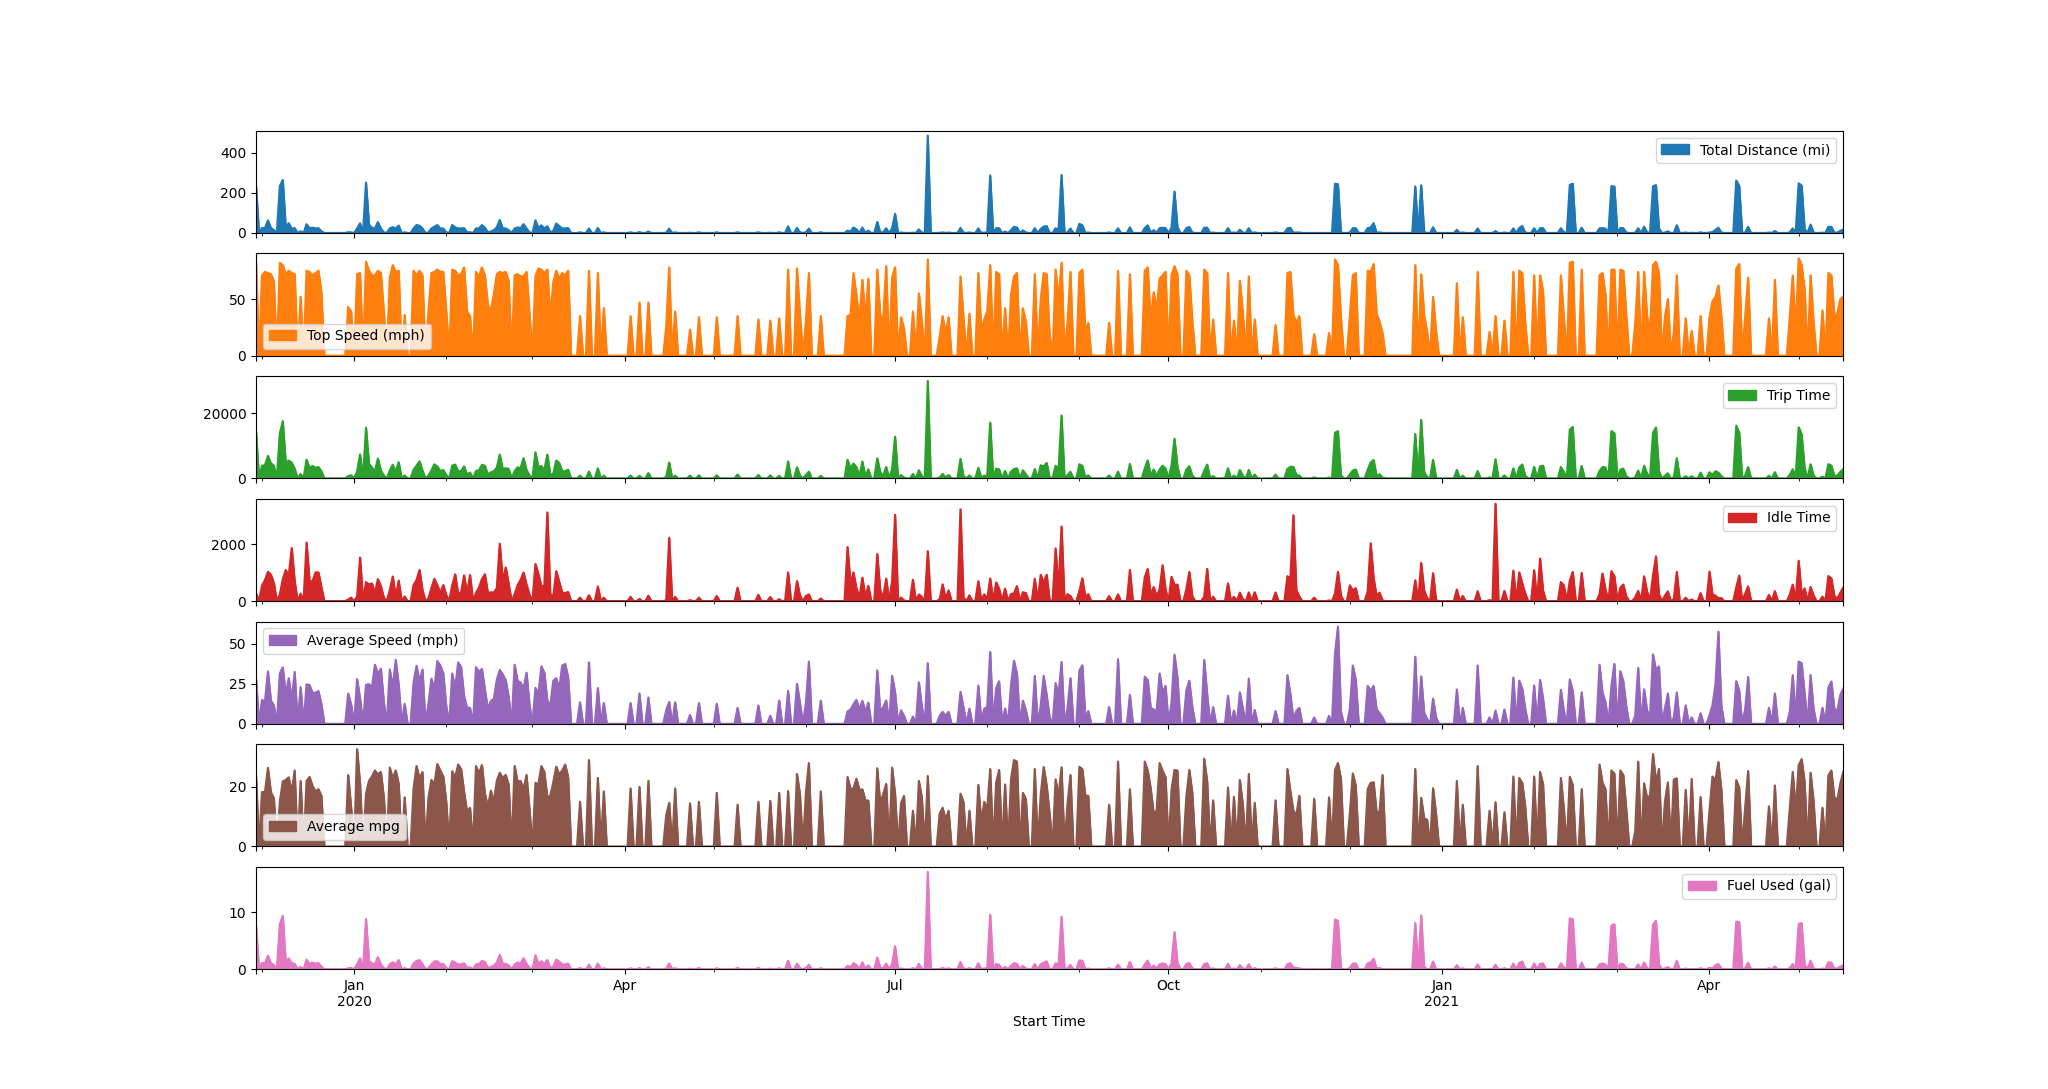 400
200
0
Total Distance (mi)
50
0
Top Speed (mph)
20000
0
Trip Time
2000
0
Idle Time
50
25
0
Average Speed (mph)
20
0
Average mpg
10
0
Fuel Used (gal)
Jan
2020
Apr
Jul
Oct
Jan
2021
Apr
Start Time